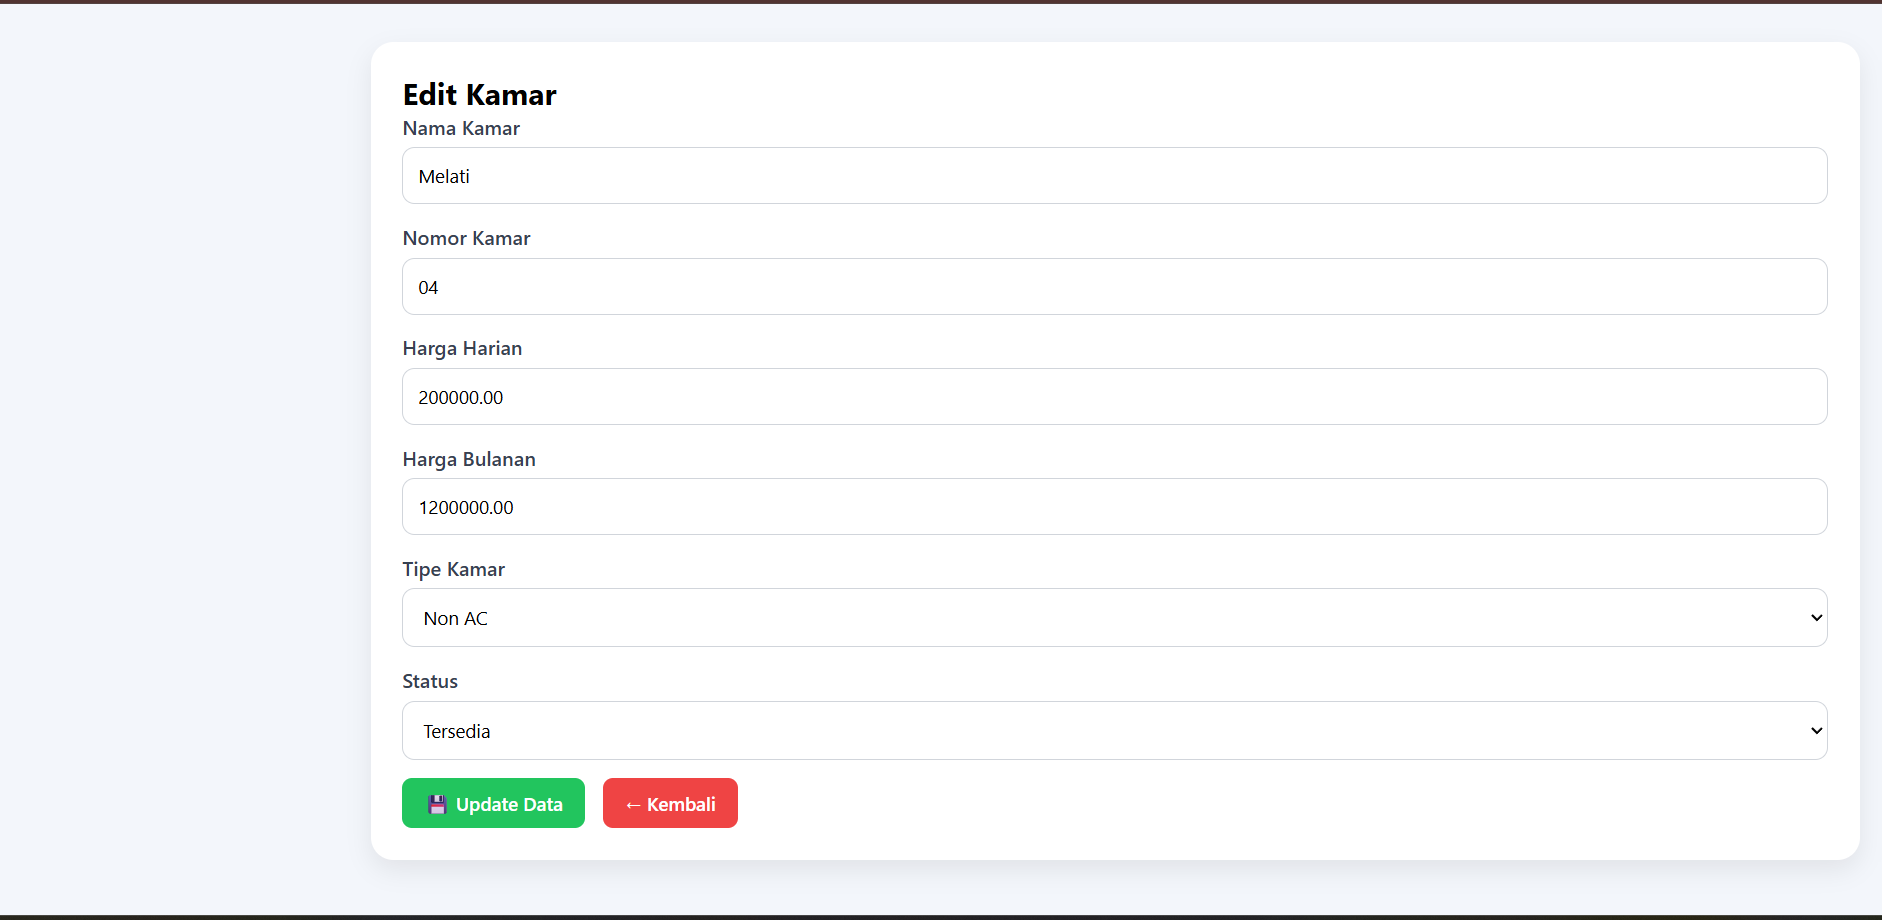 Edit Kamar
Nama Kamar
Melati
Nomor Kamar
04
Harga Harian
200000.00
Harga Bulanan
1200000.00
Tipe Kamar
Non AC
Status
Tersedia
💾 Update Data
← Kembali